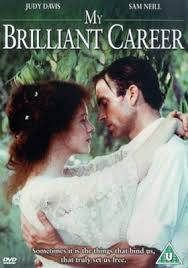 JUDY DAVIS SAM NEILL
MY
BRILLIANT CAREER
Sometimes it is the things that bind us,
that truly set us free.
DVD
U